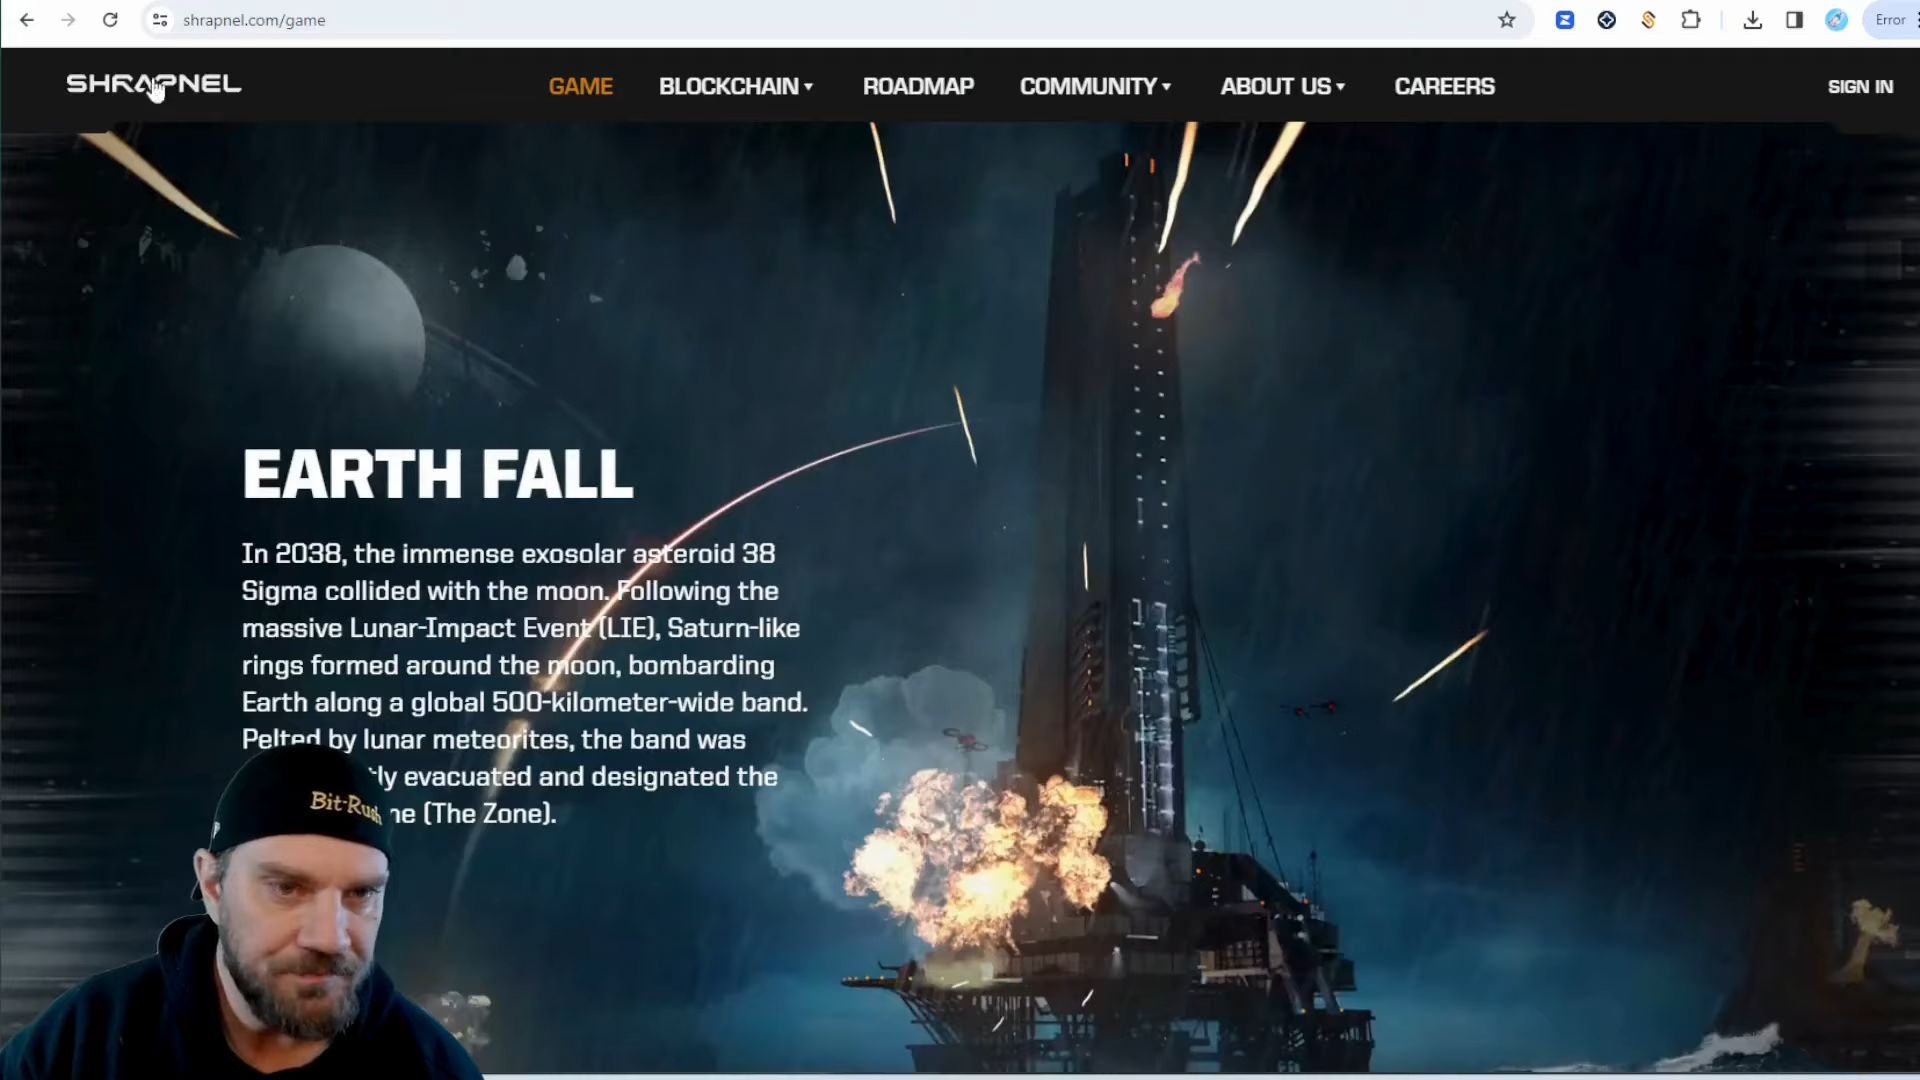 shrapnel.com/game
Error
SHRAPNEL
GAME
BLOCKCHAIN
ROADMAP
COMMUNITY
ABOUT US
CAREERS
SIGN IN
EARTH FALL
In 2038, the immense exosolar asteroid 38
Sigma collided with the moon. Following the
massive Lunar-Impact Event (LIE), Saturn-like
rings formed around the moon, bombarding
Earth along a global 500-kilometer-wide band.
Pelted by lunar meteorites, the band was
evacuated and designated the
(The Zone).